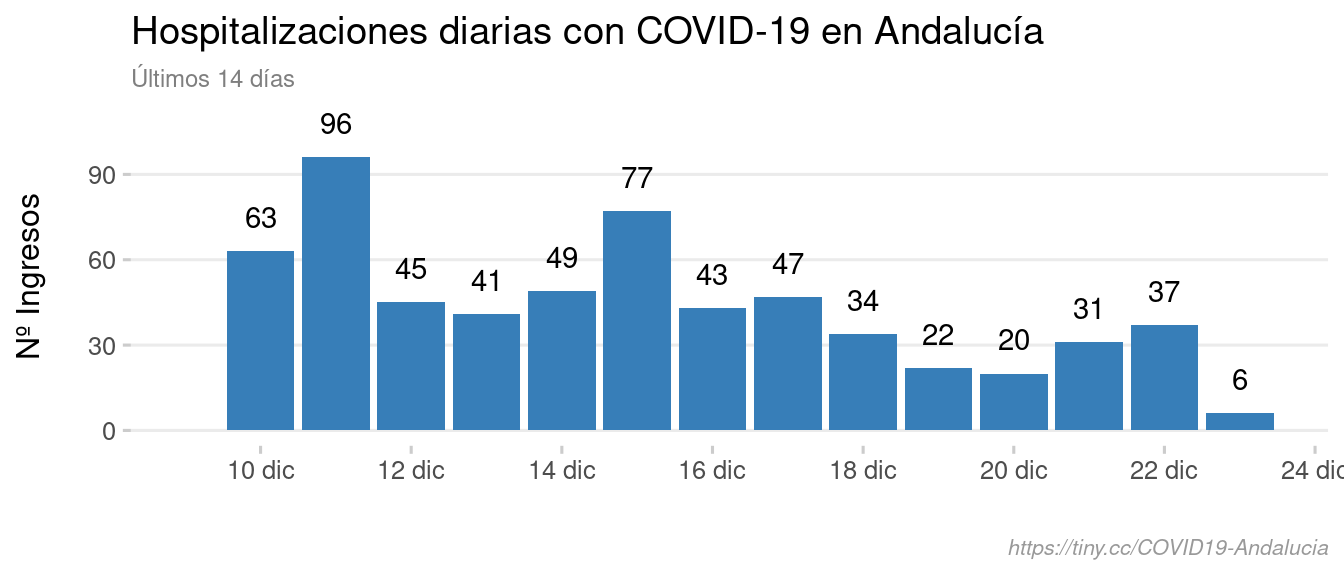 Hospitalizaciones diarias con COVID-19 en Andalucía
Últimos 14 días
Nº Ingresos
90
60
30
0
63
96
45
41
49
77
43
47
34
22
20
31
37
6
10 dic
12 dic
14 dic
16 dic
18 dic
20 dic
22 dic
24 dic
https://tiny.cc/COVID19-Andalucia